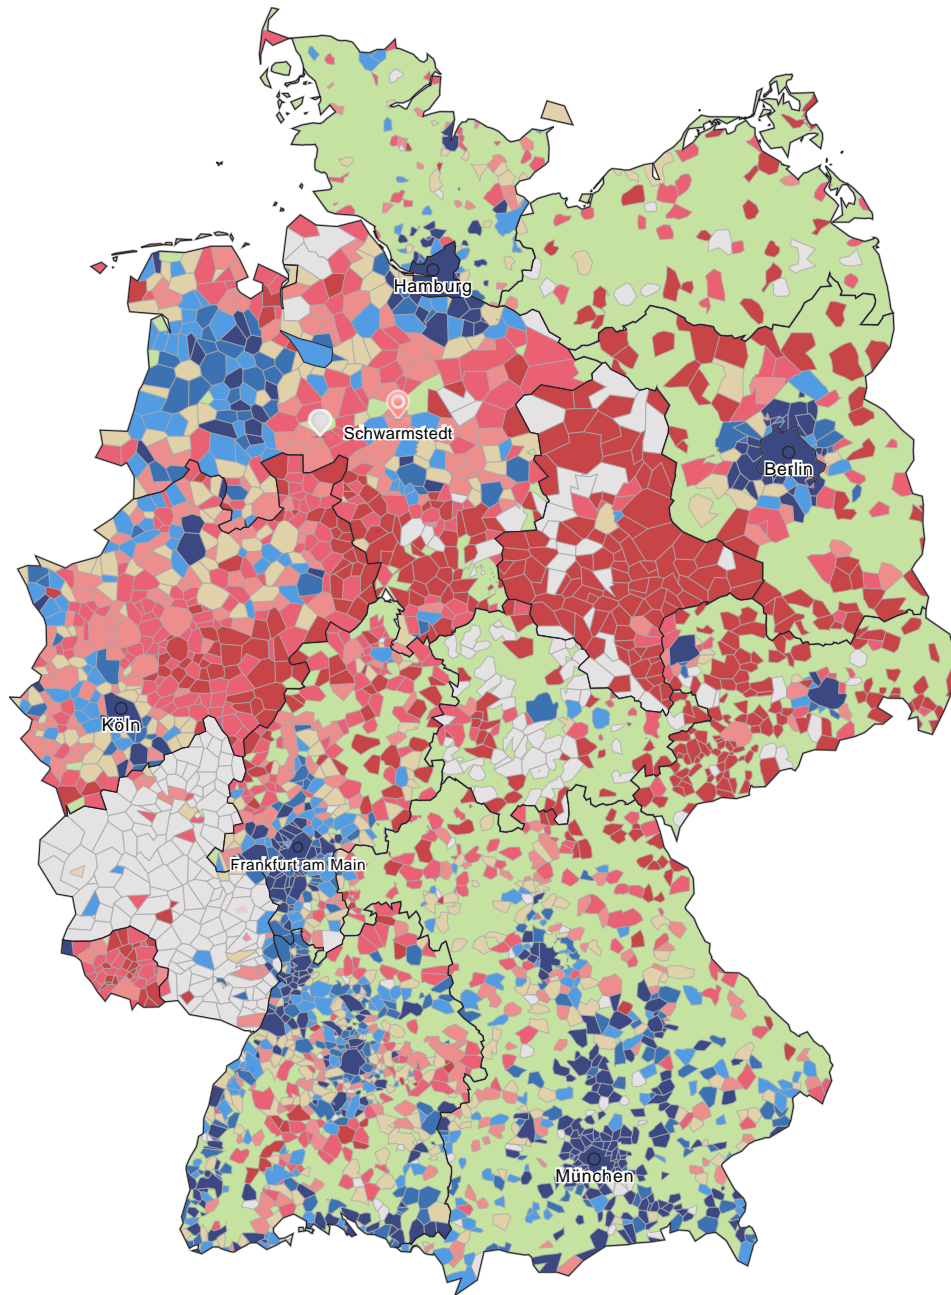 Hamburg
Schwarmstedt
Berlin
Köln
Frankfurt am Main
München